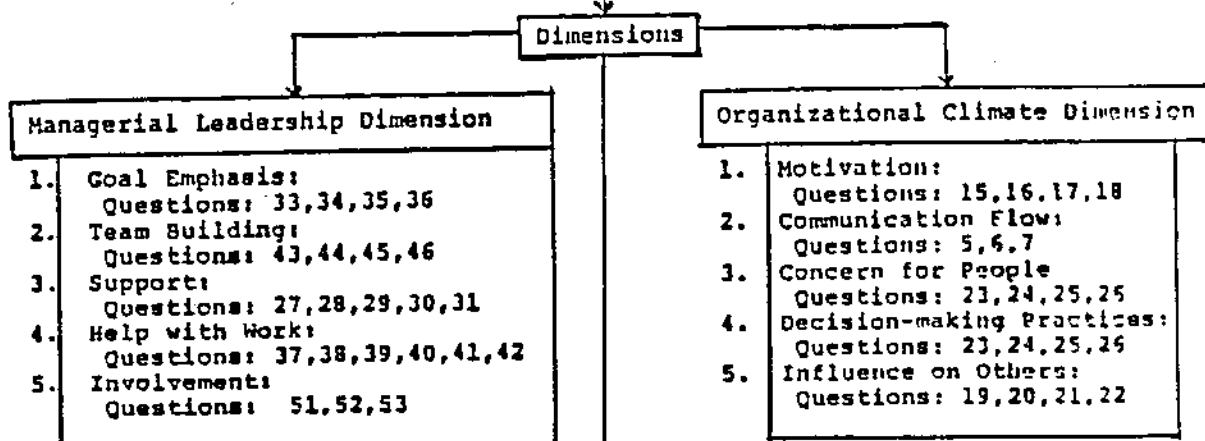 Dimensions
Managerial Leadership Dimension
1. Goal Emphasis:
Questions: 33,34,35,36
2. Team Building:
Questions: 43,44,45,46
3. Support:
Questions: 27,28,29,30,31
4. Help with Work:
Questions: 37,38,39,40,41,42
5. Involvement:
Questions: 51,52,53
Organizational Climate Dimension
1. Motivation:
Questions: 15,16,17,18
2. Communication Flow:
Questions: 5,6,7
3. Concern for People
Questions: 23,24,25,26
4. Decision-making Practices:
Questions: 23,24,25,26
5. Influence on Others:
Questions: 19,20,21,22